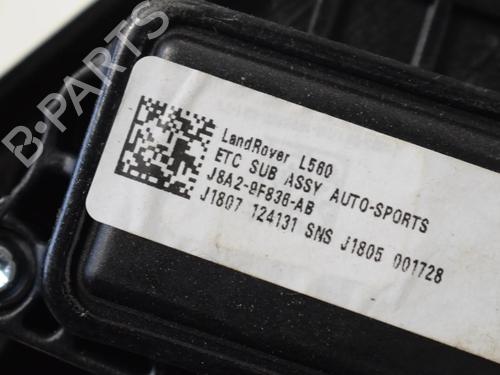 B-PARTS
LandRover L560
ETC SUB ASSY AUTO-SPORTS
J8A2-9F836-AB
J1807 124131 SNS J1805 001728